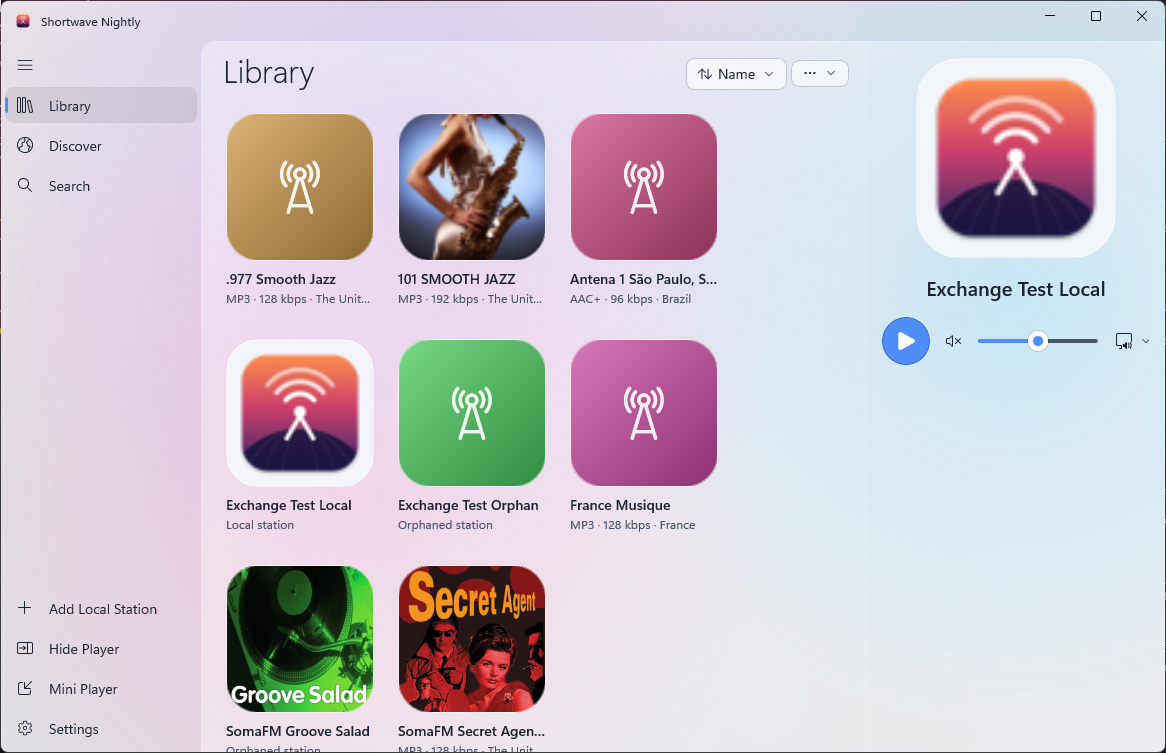 Shortwave Nightly
Library
Discover
Search
Add Local Station
Hide Player
Mini Player
Settings
Library
Name
.977 Smooth Jazz
MP3 · 128 kbps · The Unit...
101 SMOOTH JAZZ
MP3 · 192 kbps · The Unit...
Antena 1 São Paulo, S...
AAC+ · 96 kbps · Brazil
Exchange Test Local
Local station
Exchange Test Orphan
Orphaned station
France Musique
MP3 · 128 kbps · France
Groove Salad
SomaFM Groove Salad
Orphaned station
Secret Agent
SomaFM Secret Agen...
MP3 · 128 kbps · The Unit...
Exchange Test Local